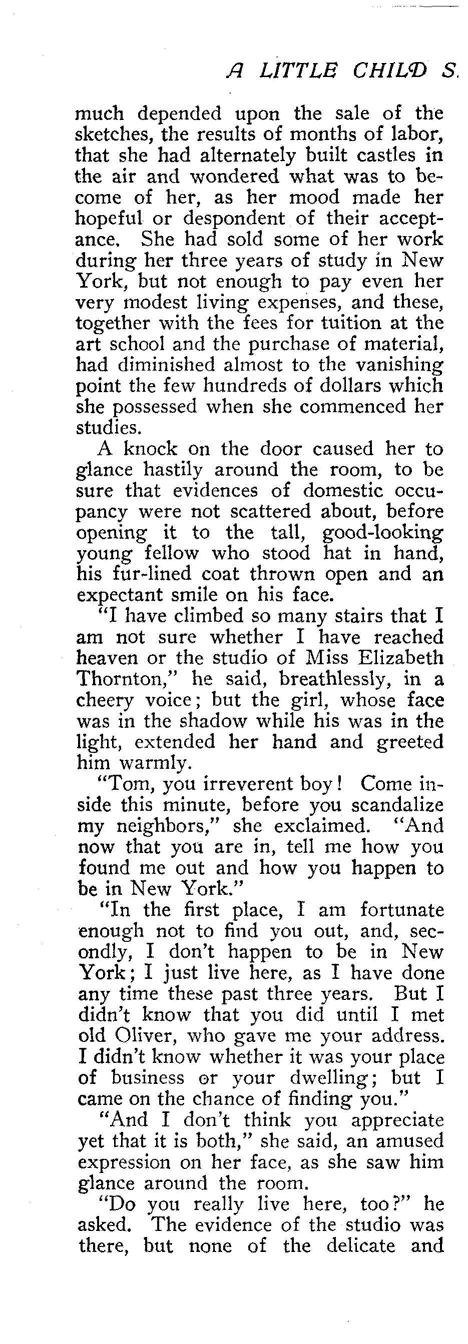 A LITTLE CHILD S
much depended upon the sale of the
sketches, the results of months of labor,
that she had alternately built castles in
the air and wondered what was to be-
come of her, as her mood made her
hopeful or despondent of their accept-
ance. She had sold some of her work
during her three years of study in New
York, but not enough to pay even her
very modest living expenses, and these,
together with the fees for tuition at the
art school and the purchase of material,
had diminished almost to the vanishing
point the few hundreds of dollars which
she possessed when she commenced her
studies.
A knock on the door caused her to
glance hastily around the room, to be
sure that evidences of domestic occu-
pancy were not scattered about, before
opening it to the tall, good-looking
young fellow who stood hat in hand,
his fur-lined coat thrown open and an
expectant smile on his face.
"I have climbed so many stairs that I
am not sure whether I have reached
heaven or the studio of Miss Elizabeth
Thornton," he said, breathlessly, in a
cheery voice; but the girl, whose face
was in the shadow while his was in the
light, extended her hand and greeted
him warmly.
"Tom, you irreverent boy! Come in-
side this minute, before you scandalize
my neighbors," she exclaimed. "And
now that you are in, tell me how you
found me out and how you happen to
be in New York."
"In the first place, I am fortunate
enough not to find you out, and, sec-
ondly, I don't happen to be in New
York; I just live here, as I have done
any time these past three years. But I
didn't know that you did until I met
old Oliver, who gave me your address.
I didn't know whether it was your place
of business or your dwelling; but I
came on the chance of finding you."
"And I don't think you appreciate
yet that it is both," she said, an amused
expression on her face, as she saw him
glance around the room.
"Do you really live here, too?" he
asked. The evidence of the studio was
there, but none of the delicate and